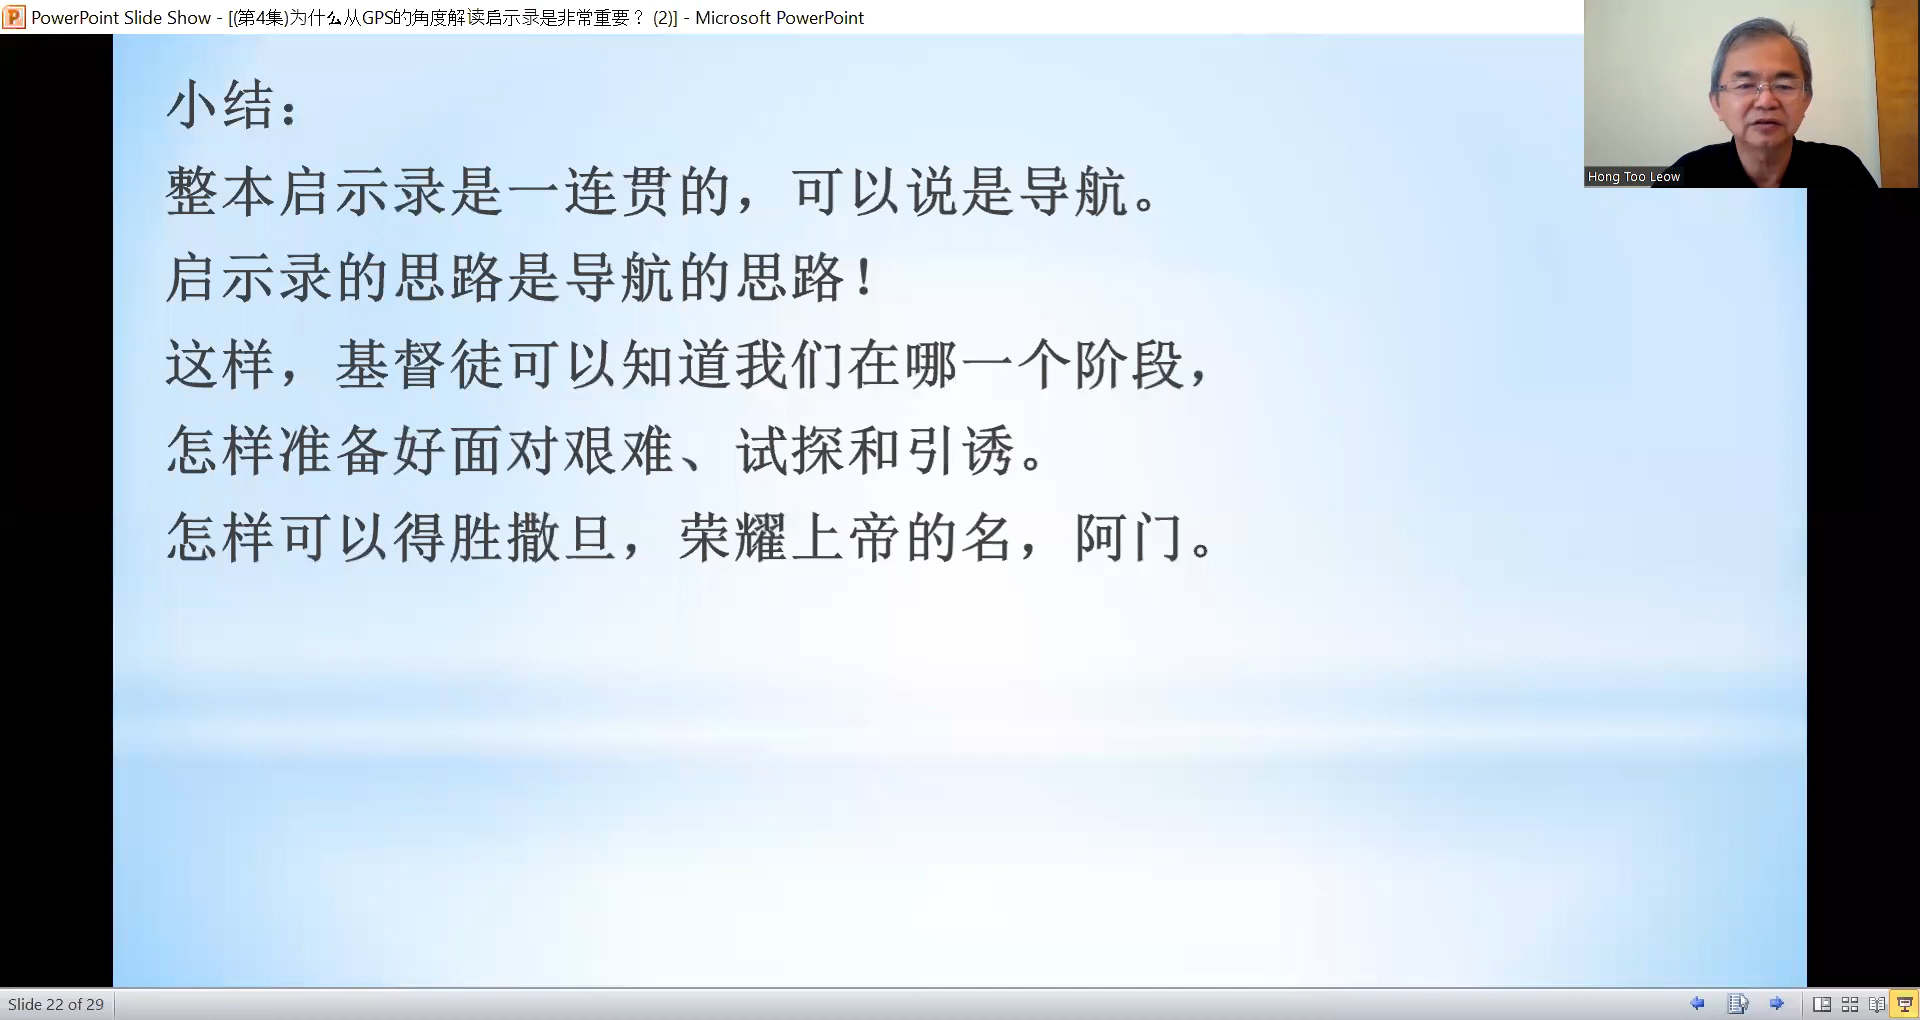 PowerPoint Slide Show - [(第4集)为什么从GPS的角度解读启示录是非常重要？ (2)] - Microsoft PowerPoint
Hong Too Leow
小结：
整本启示录是一连贯的，可以说是导航。
启示录的思路是导航的思路！
这样，基督徒可以知道我们在哪一个阶段，
怎样准备好面对艰难、试探和引诱。
怎样可以得胜撒旦，荣耀上帝的名，阿门。
Slide 22 of 29